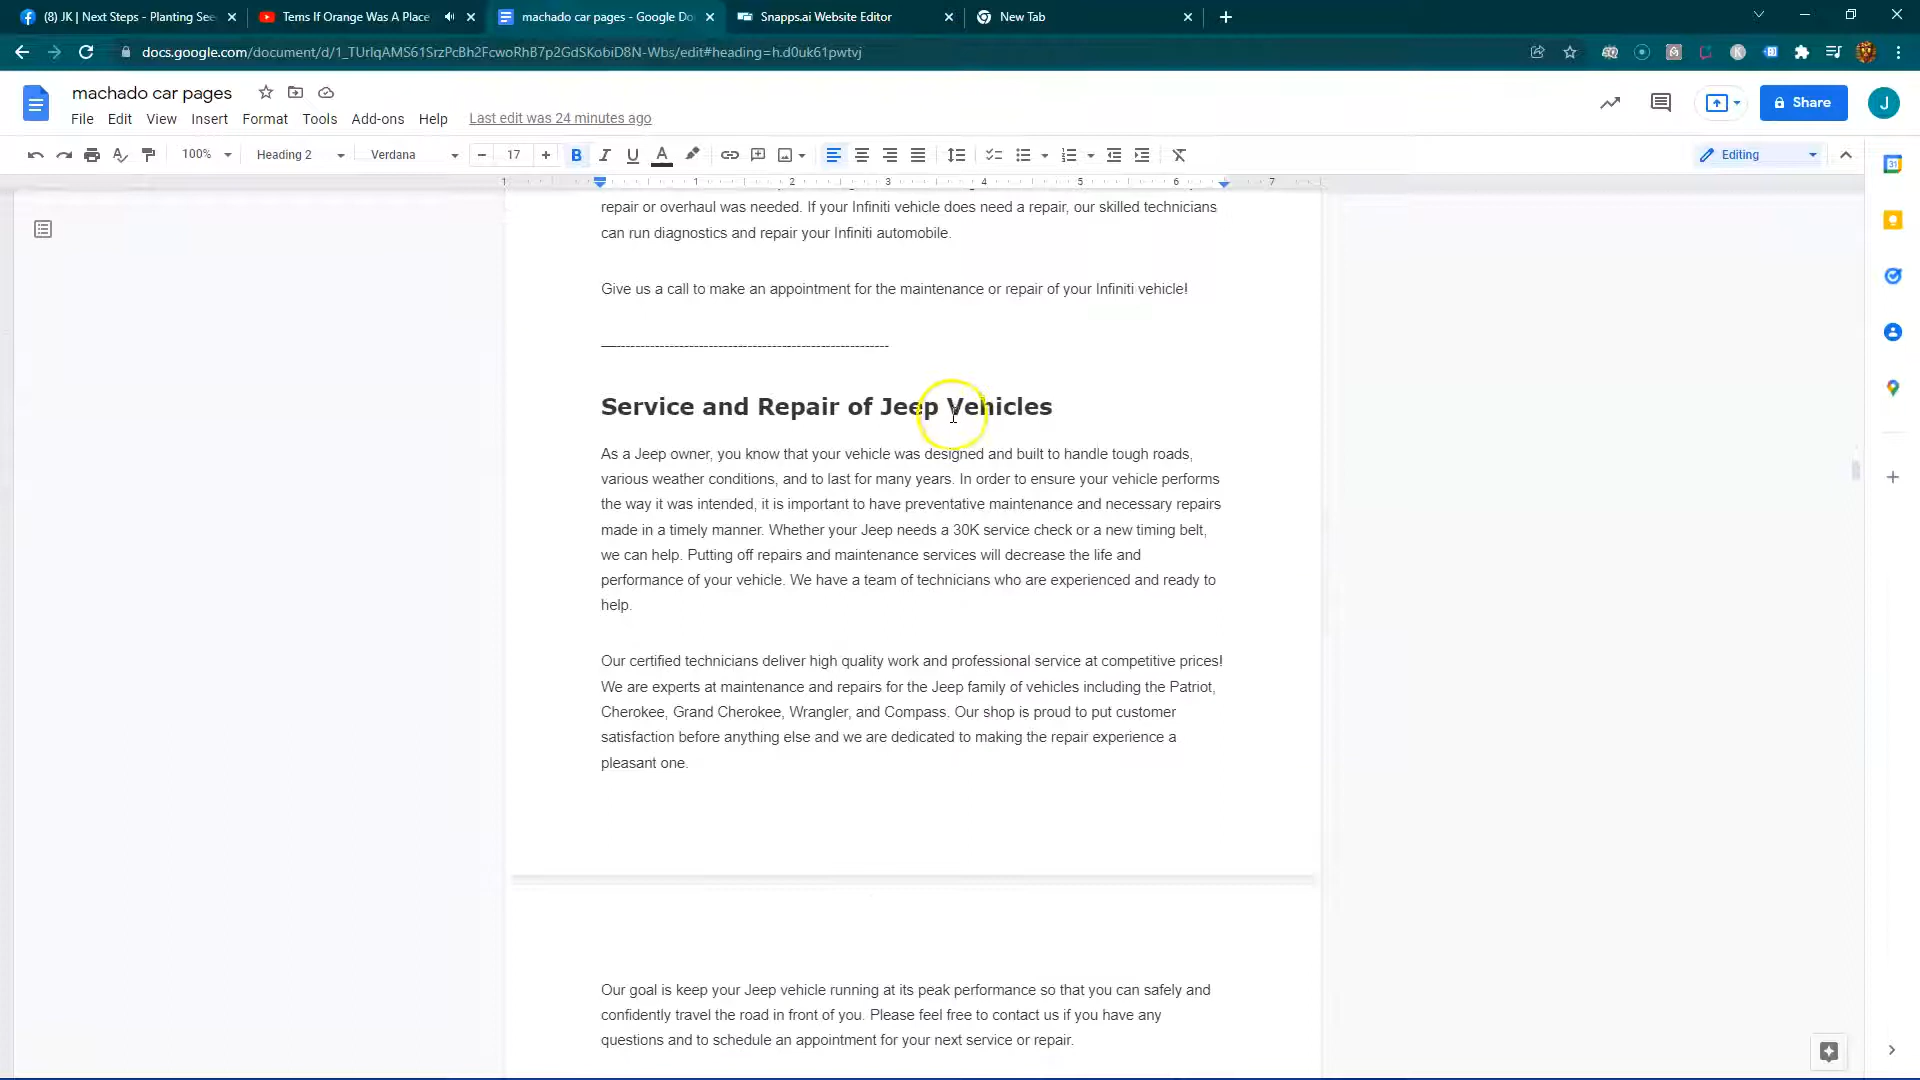 (8) JK | Next Steps - Planting See
Tems If Orange Was A Place
machado car pages - Google Do
Snapps.ai Website Editor
New Tab
docs.google.com/document/d/1_TUrlqAMS61SrzPcBh2FcwoRhB7p2GdSKobiD8N-Wbs/edit#heading=h.d0uk61pwtvj
machado car pages
Share
J
File Edit View Insert Format Tools Add-ons Help Last edit was 24 minutes ago
100% Heading 2 Verdana − 17 + B I U A Editing
1 1 2 3 4 5 6 7
repair or overhaul was needed. If your Infiniti vehicle does need a repair, our skilled technicians
can run diagnostics and repair your Infiniti automobile.
Give us a call to make an appointment for the maintenance or repair of your Infiniti vehicle!
—--------------------------------------------------------
Service and Repair of Jeep Vehicles
As a Jeep owner, you know that your vehicle was designed and built to handle tough roads,
various weather conditions, and to last for many years. In order to ensure your vehicle performs
the way it was intended, it is important to have preventative maintenance and necessary repairs
made in a timely manner. Whether your Jeep needs a 30K service check or a new timing belt,
we can help. Putting off repairs and maintenance services will decrease the life and
performance of your vehicle. We have a team of technicians who are experienced and ready to
help.
Our certified technicians deliver high quality work and professional service at competitive prices!
We are experts at maintenance and repairs for the Jeep family of vehicles including the Patriot,
Cherokee, Grand Cherokee, Wrangler, and Compass. Our shop is proud to put customer
satisfaction before anything else and we are dedicated to making the repair experience a
pleasant one.
Our goal is keep your Jeep vehicle running at its peak performance so that you can safely and
confidently travel the road in front of you. Please feel free to contact us if you have any
questions and to schedule an appointment for your next service or repair.